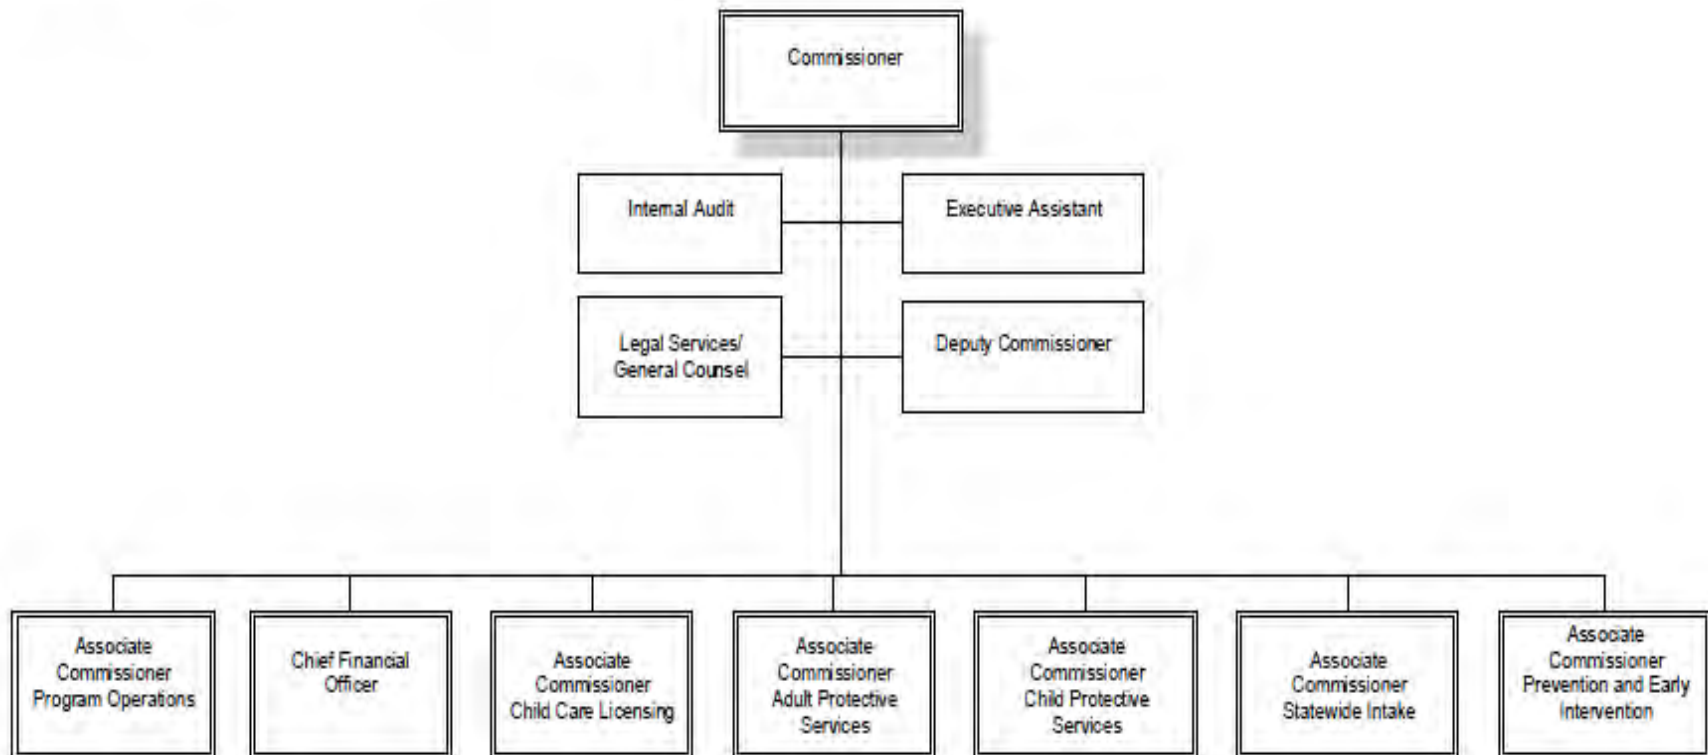 Commissioner
Internal Audit
Executive Assistant
Legal Services/
General Counsel
Deputy Commissioner
Associate
Commissioner
Program Operations
Chief Financial
Officer
Associate
Commissioner
Child Care Licensing
Associate
Commissioner
Adult Protective
Services
Associate
Commissioner
Child Protective
Services
Associate
Commissioner
Statewide Intake
Associate
Commissioner
Prevention and Early
Intervention